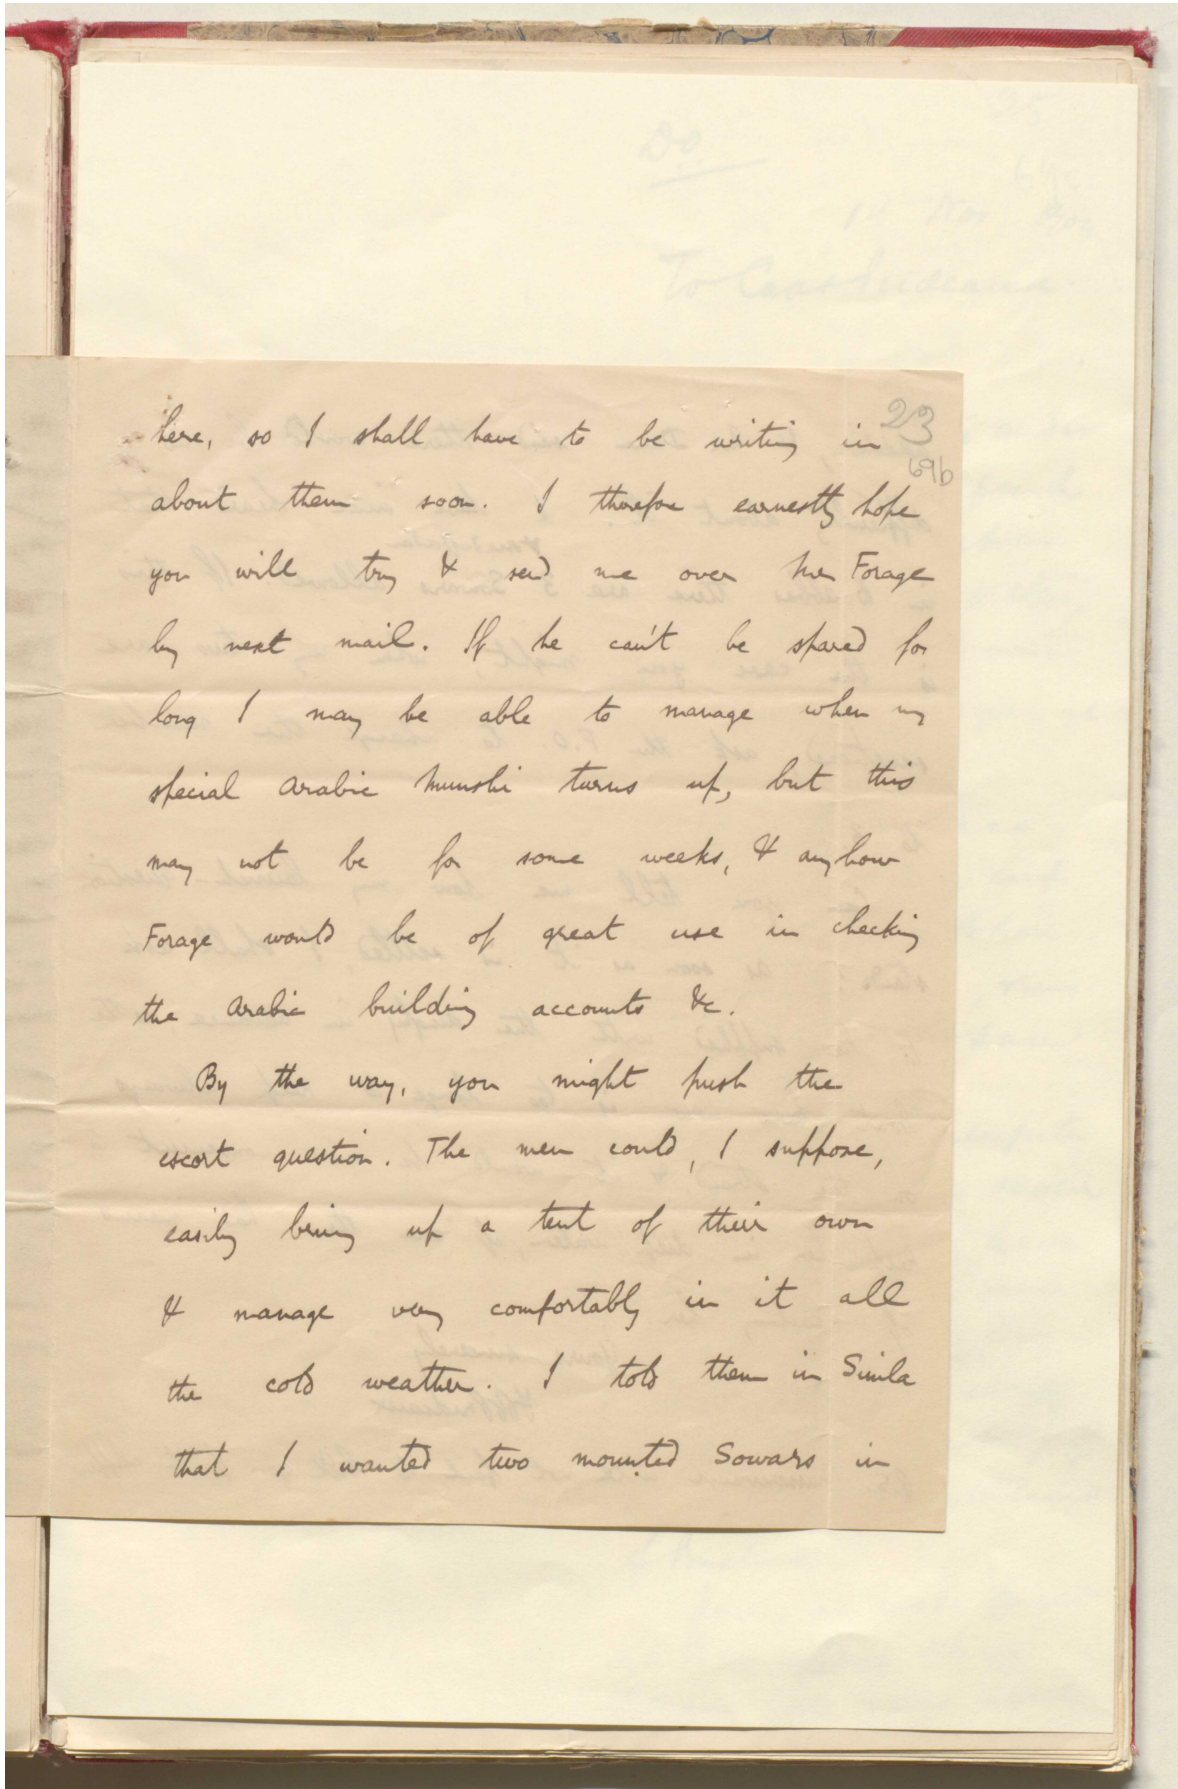 23
69b
here, so I shall have to be writing in
about them soon. I therefore earnestly hope
you will try & send me over Mr Forage
by next mail. If he can't be spared for
long I may be able to manage when my
special Arabic Munshi turns up, but this
may not be for some weeks, & anyhow
Forage would be of great use in checking
the Arabic building accounts &c.
By the way, you might push the
escort question. The men could, I suppose,
easily bring up a tent of their own
& manage very comfortably in it all
the cold weather. I told them in Simla
that I wanted two mounted Sowars in